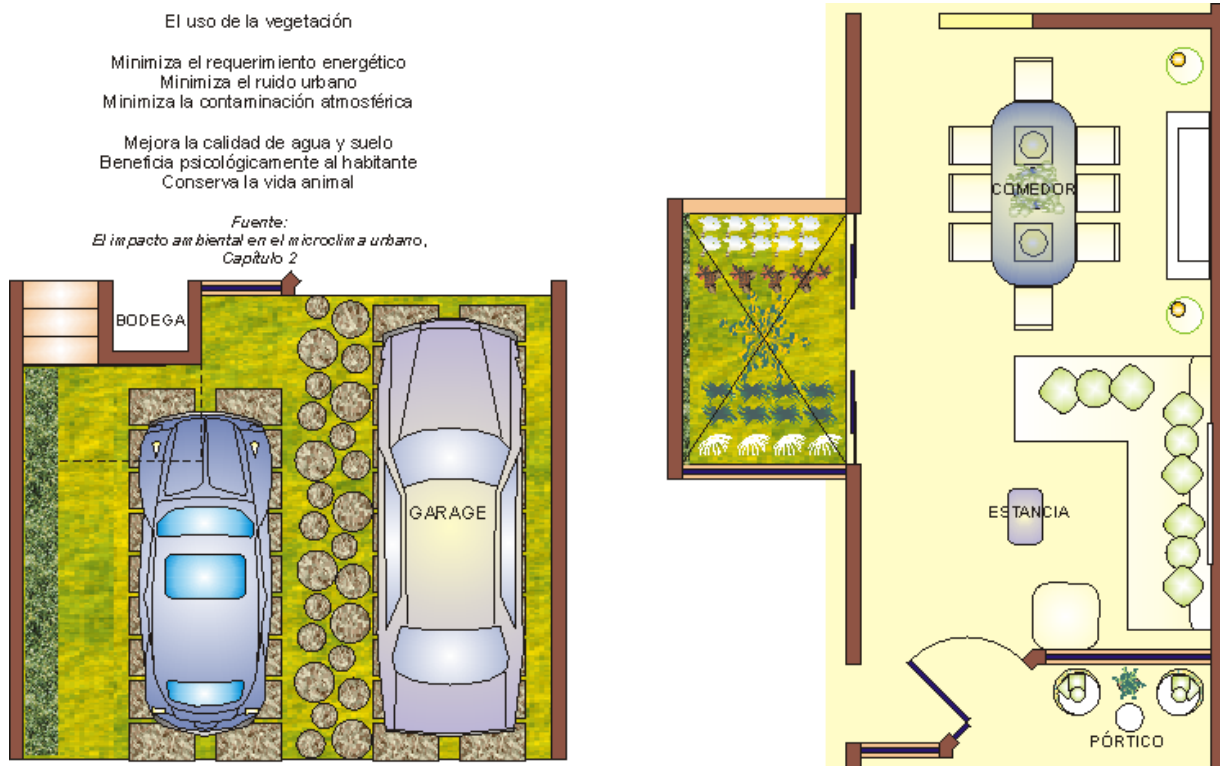 El uso de la vegetación
Minimiza el requerimiento energético
Minimiza el ruido urbano
Minimiza la contaminación atmosférica
Mejora la calidad de agua y suelo
Beneficia psicológicamente al habitante
Conserva la vida animal
Fuente:
El impacto ambiental en el microclima urbano,
Capítulo 2
BODEGA
GARAGE
COMEDOR
ESTANCIA
PÓRTICO